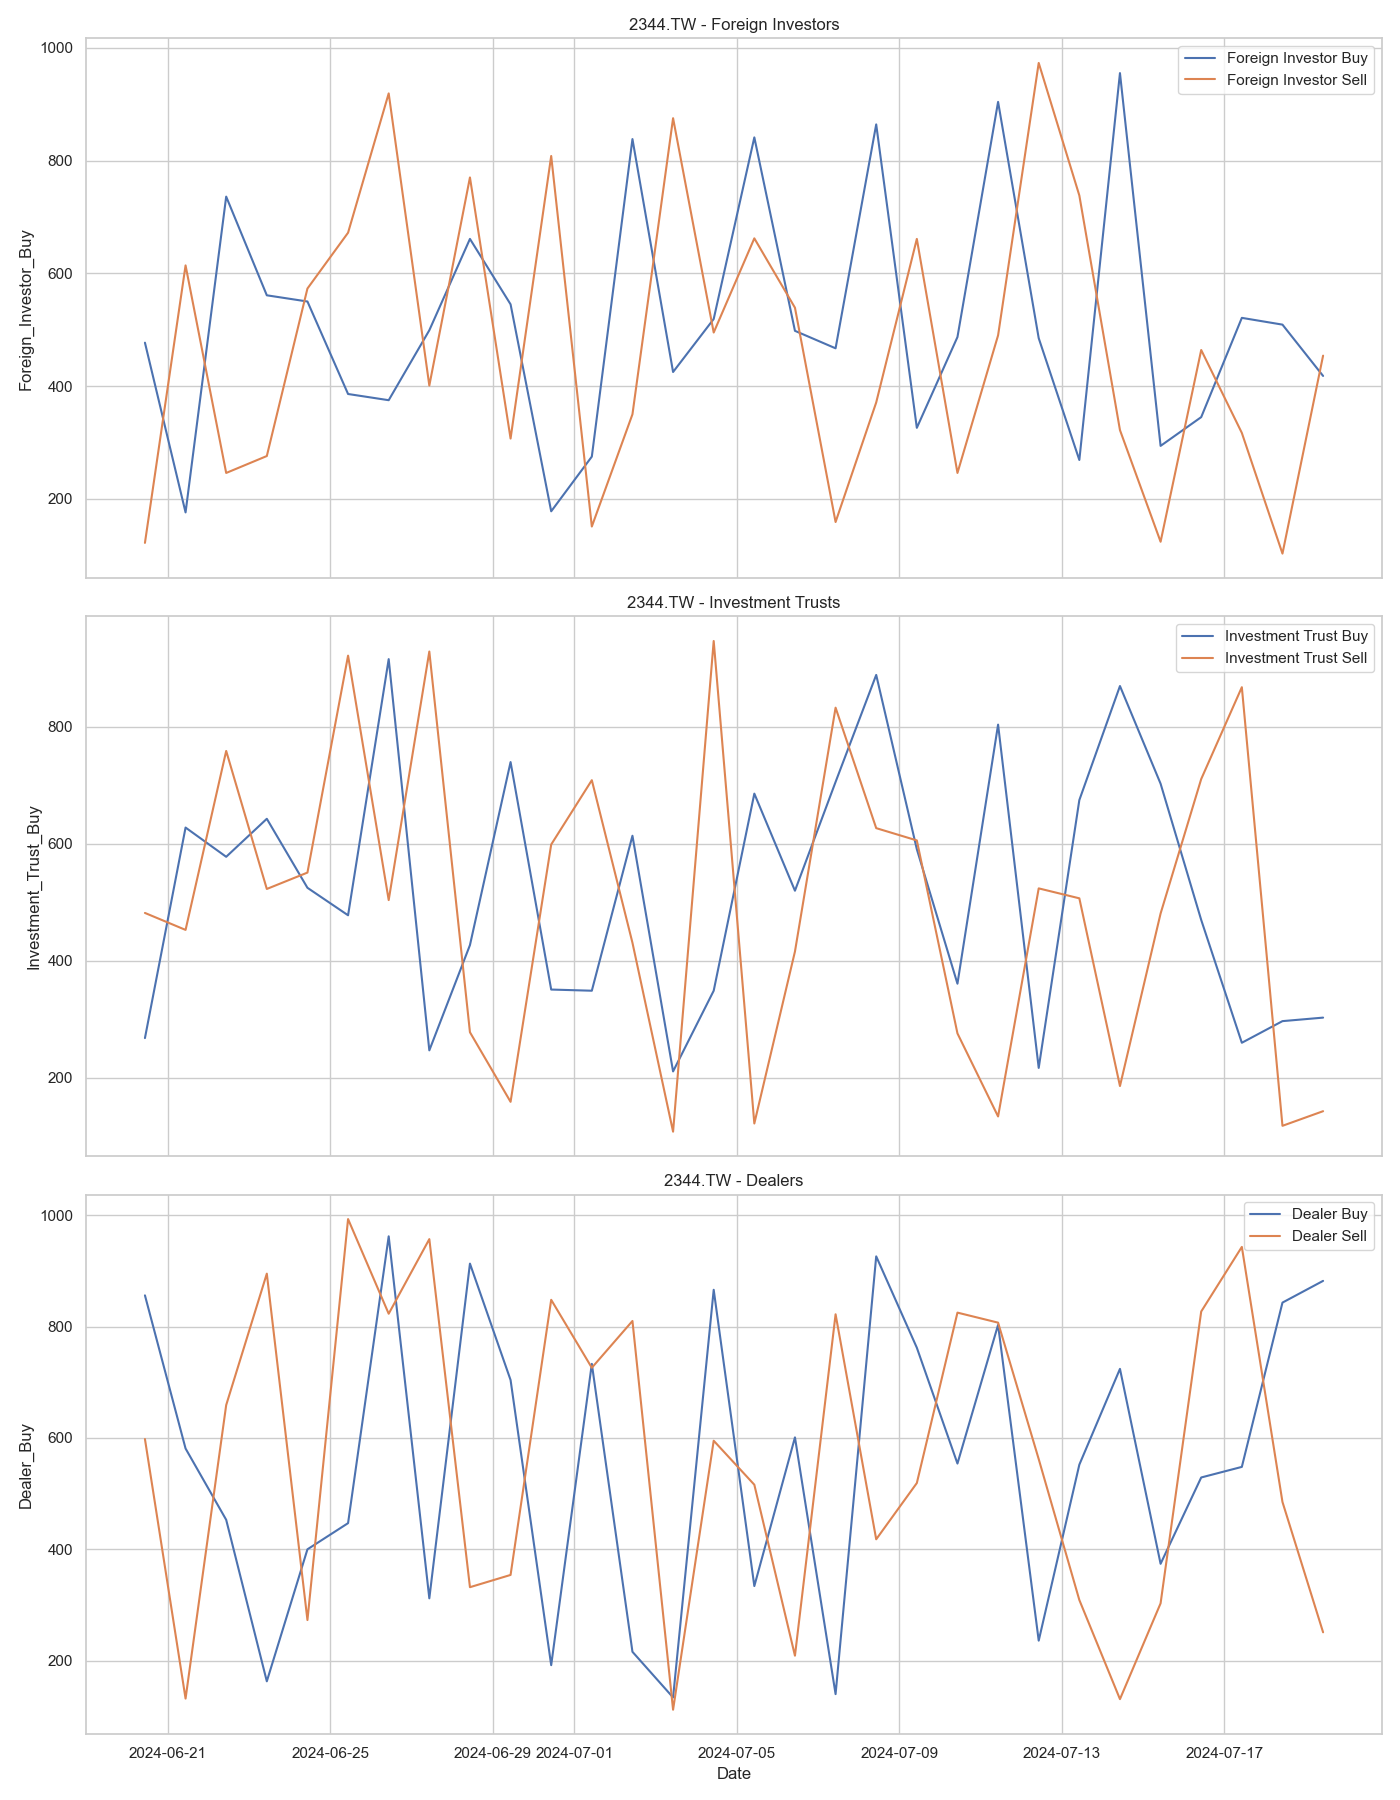 2344.TW - Foreign Investors
Foreign Investor Buy
Foreign Investor Sell
Foreign_Investor_Buy
1000
800
600
400
200
2344.TW - Investment Trusts
Investment Trust Buy
Investment Trust Sell
Investment_Trust_Buy
800
600
400
200
2344.TW - Dealers
Dealer Buy
Dealer Sell
Dealer_Buy
1000
800
600
400
200
2024-06-21 2024-06-25 2024-06-29 2024-07-01 2024-07-05 2024-07-09 2024-07-13 2024-07-17
Date